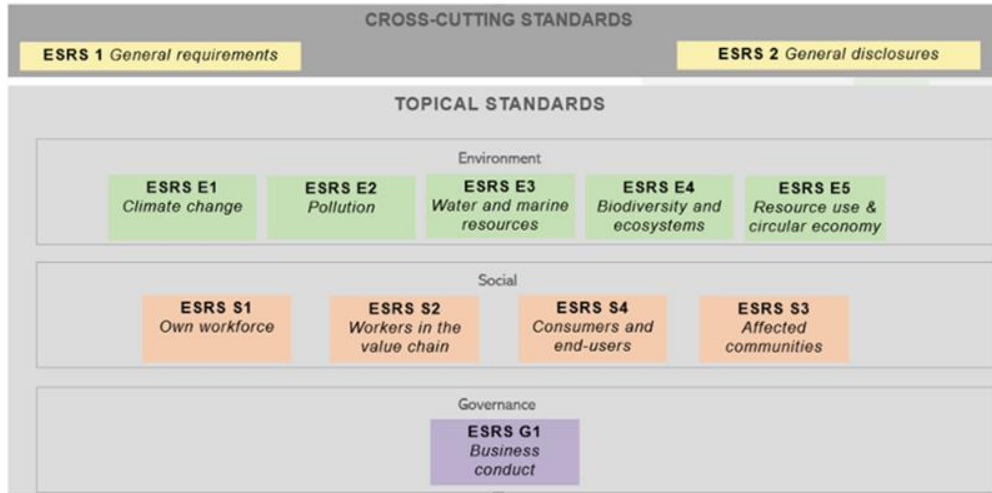 CROSS-CUTTING STANDARDS
ESRS 1 General requirements
ESRS 2 General disclosures
TOPICAL STANDARDS
Environment
ESRS E1
Climate change
ESRS E2
Pollution
ESRS E3
Water and marine
resources
ESRS E4
Biodiversity and
ecosystems
ESRS E5
Resource use &
circular economy
Social
ESRS S1
Own workforce
ESRS S2
Workers in the
value chain
ESRS S4
Consumers and
end-users
ESRS S3
Affected
communities
Governance
ESRS G1
Business
conduct